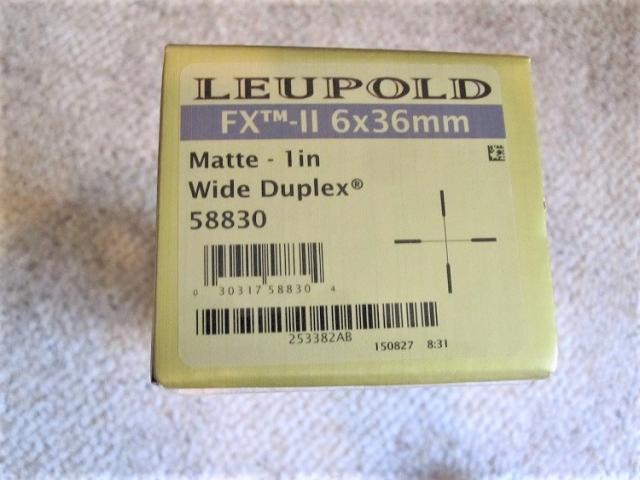 LEUPOLD
FX™-II 6x36mm
Matte - 1in
Wide Duplex®
58830
0 30317 58830 4
253382AB
150827 8:31